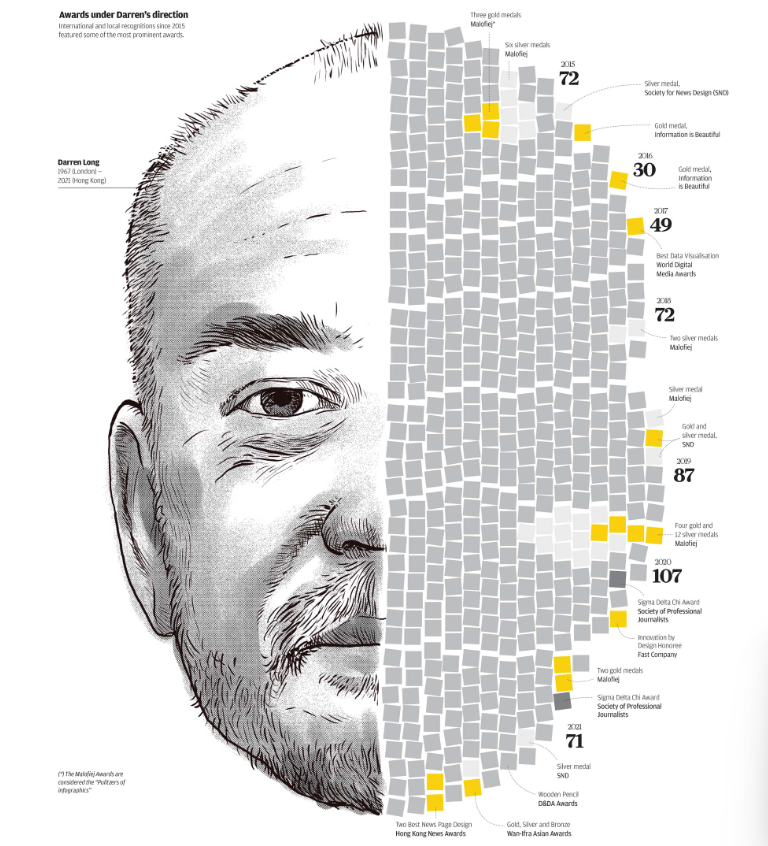 Awards under Darren's direction
International and local recognitions since 2015
featured some of the most prominent awards.
Darren Long
1967 (London) –
2021 (Hong Kong)
Three gold medals
Malofiej*
Six silver medals
Malofiej
2015
72
Silver medal,
Society for News Design (SND)
Gold medal,
Information is Beautiful
2016
30
Gold medal,
Information
is Beautiful
2017
49
Best Data Visualisation
World Digital
Media Awards
2018
72
Two silver medals
Malofiej
Silver medal
Malofiej
Gold and
silver medal,
SND
2019
87
Four gold and
12 silver medals
Malofiej
2020
107
Sigma Delta Chi Award
Society of Professional
Journalists
Innovation by
Design Honoree
Fast Company
Two gold medals
Malofiej
Sigma Delta Chi Award
Society of Professional
Journalists
2021
71
Silver medal
SND
Wooden Pencil
D&DA Awards
Gold, Silver and Bronze
Wan-Ifra Asian Awards
Two Best News Page Design
Hong Kong News Awards
(*) The Malofiej Awards are
considered the "Pulitzers of
infographics"